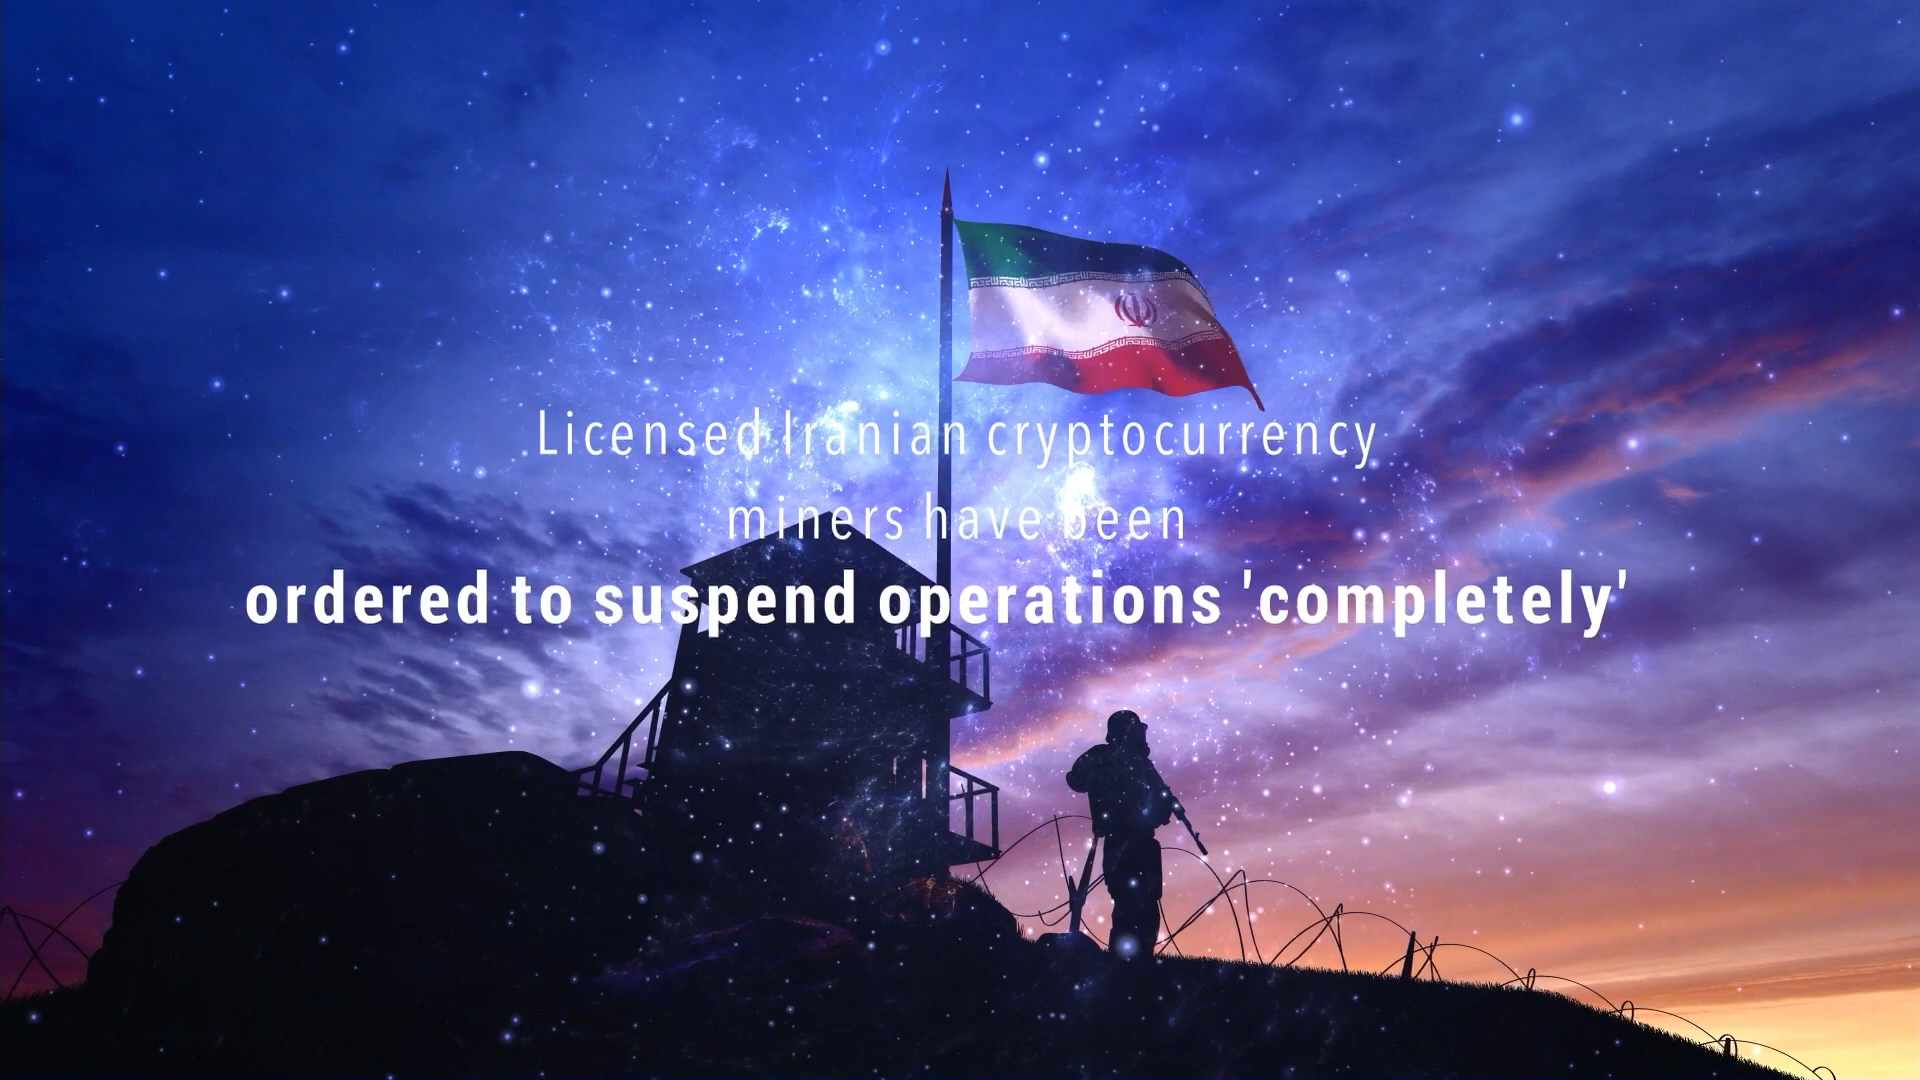 Licensed Iranian cryptocurrency
miners have been
ordered to suspend operations 'completely'